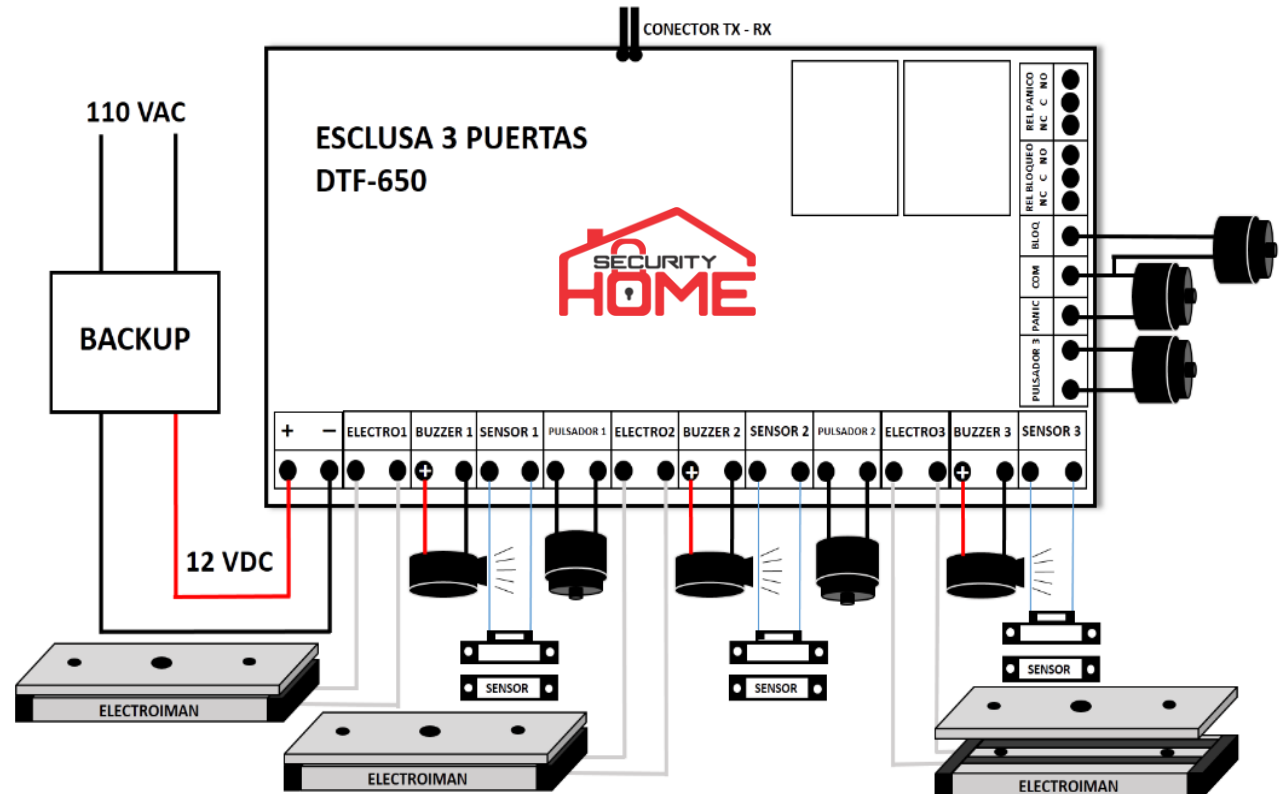 CONECTOR TX - RX
110 VAC
ESCLUSA 3 PUERTAS
DTF-650
SECURITY
HOME
REL PANICO
NC C NO
REL BLOQUEO
NC C NO
BLOQ
COM
PANIC
PULSADOR 3
BACKUP
+ − ELECTRO1 BUZZER 1 SENSOR 1 PULSADOR 1 ELECTRO2 BUZZER 2 SENSOR 2 PULSADOR 2 ELECTRO3 BUZZER 3 SENSOR 3
+ + +
12 VDC
SENSOR
SENSOR
SENSOR
ELECTROIMAN
ELECTROIMAN
ELECTROIMAN